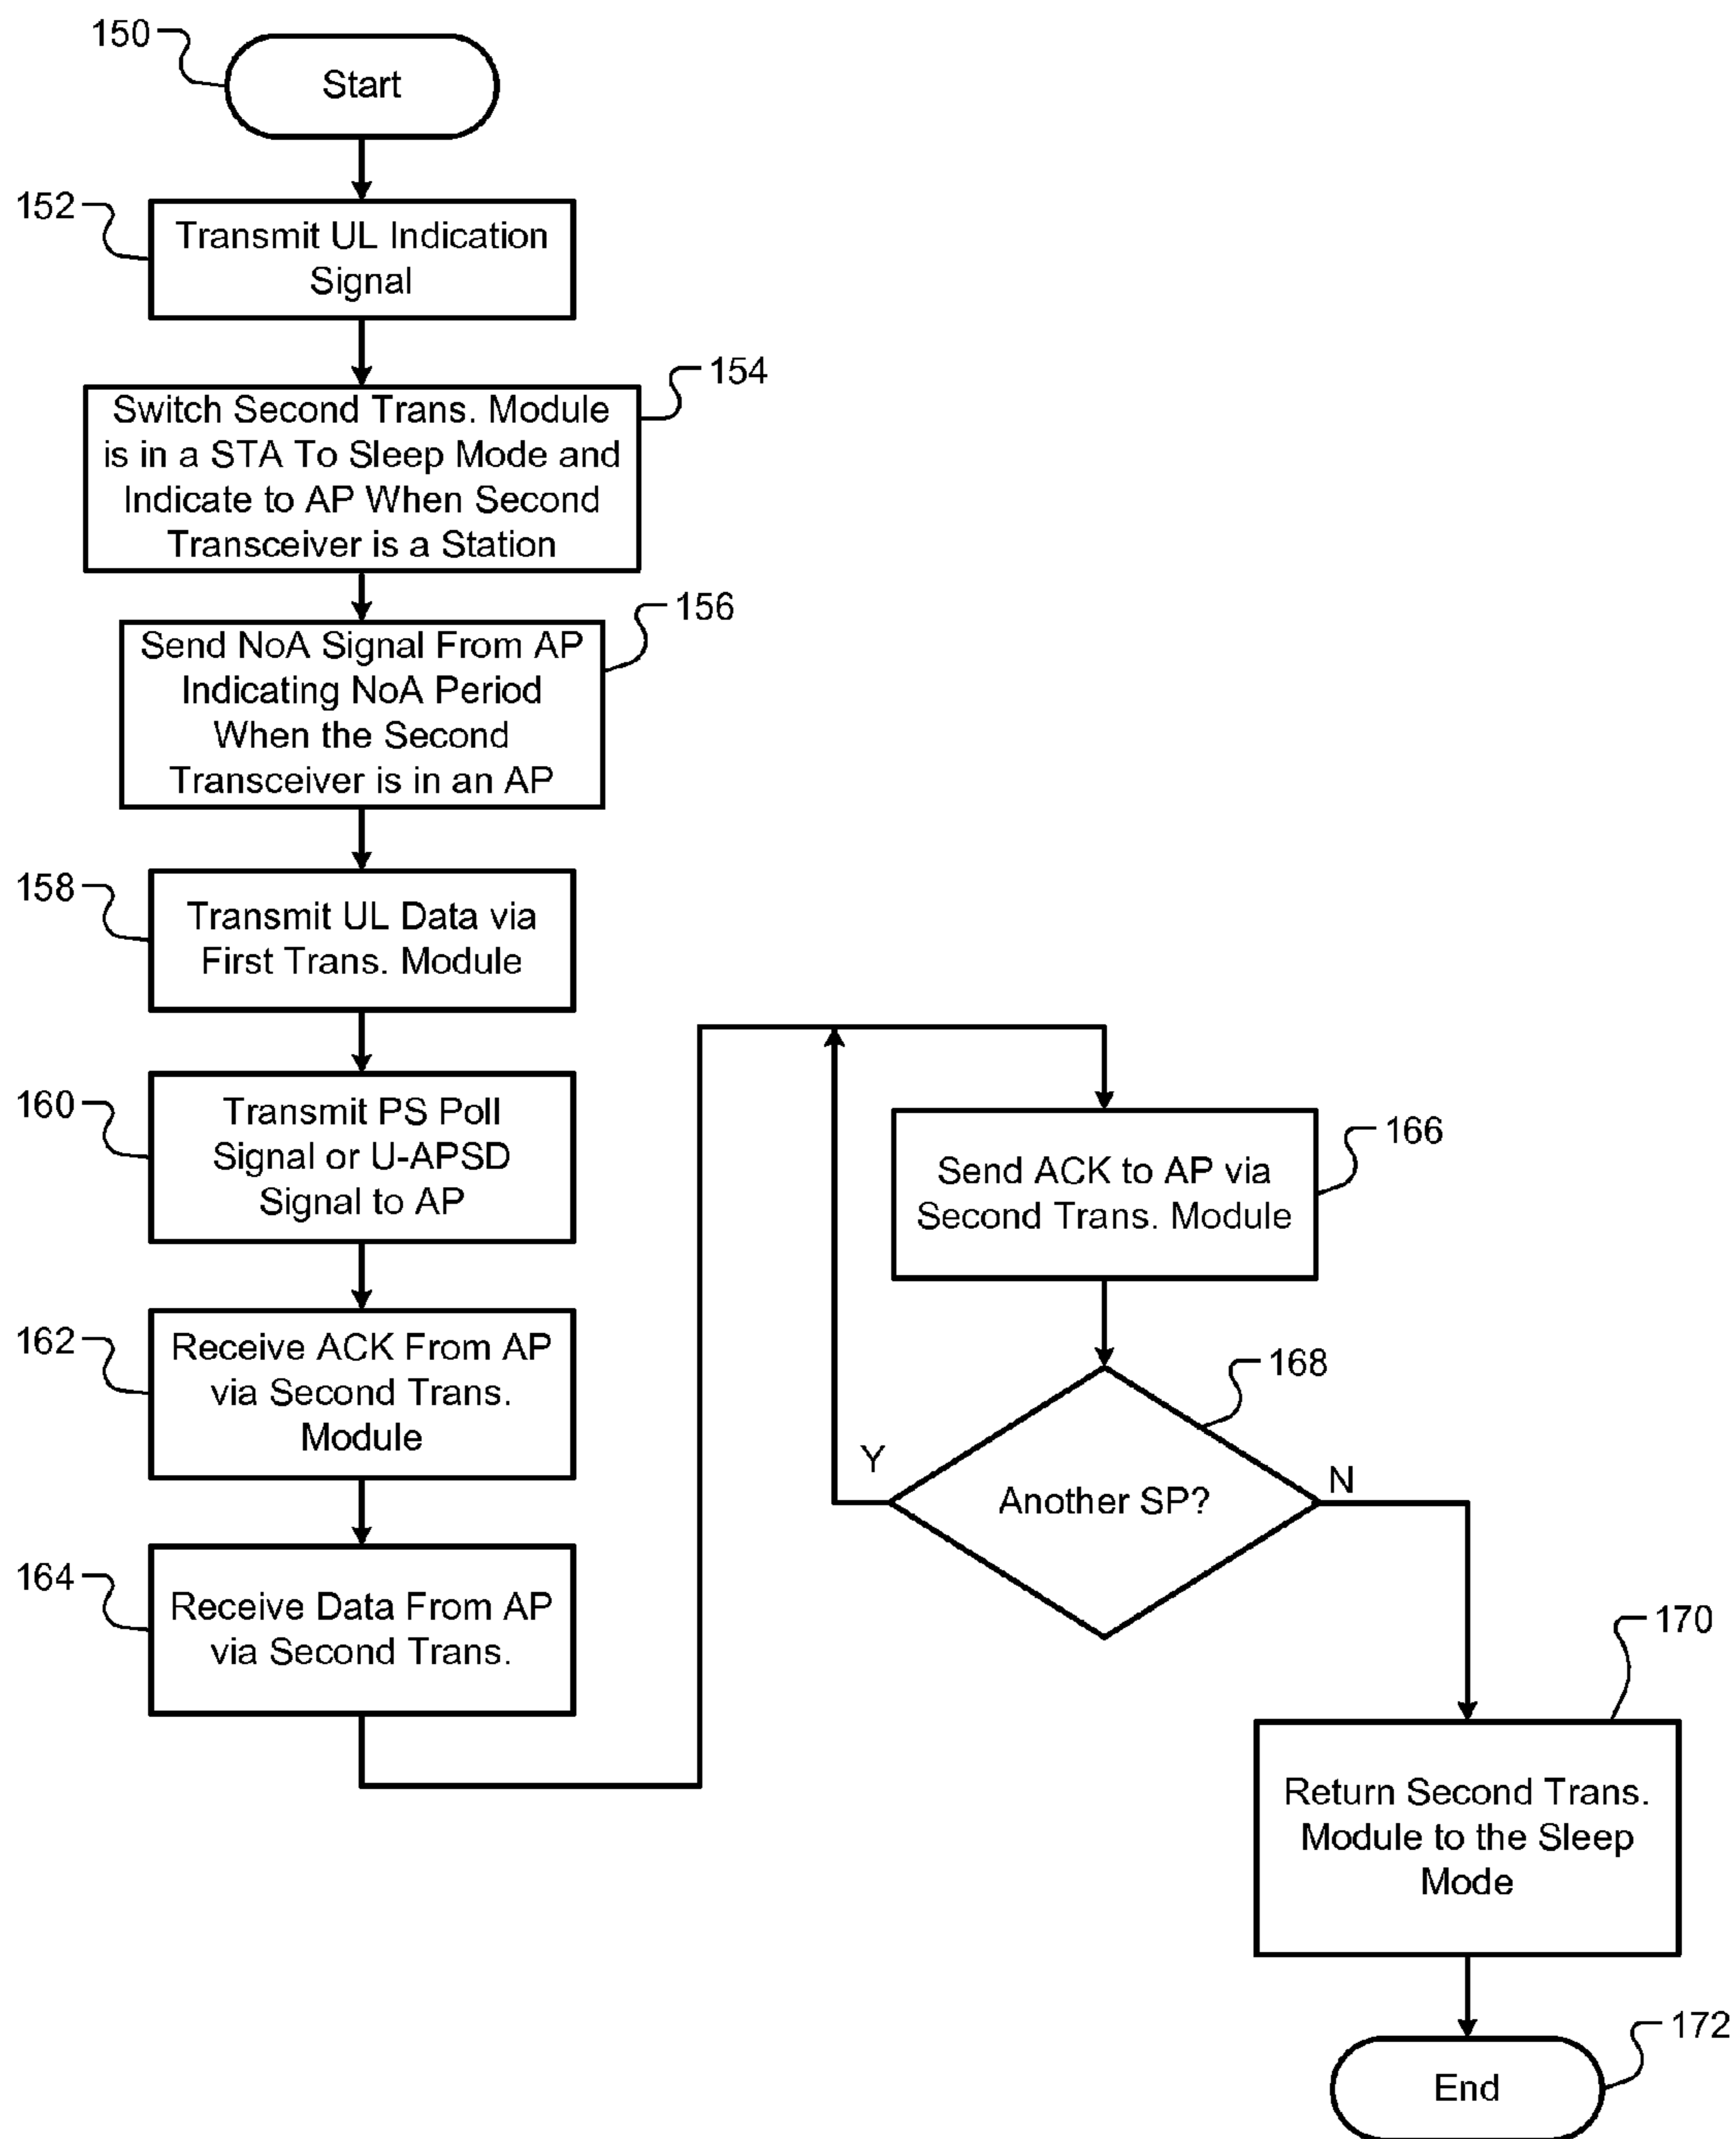 150
Start
152
Transmit UL Indication
Signal
154
Switch Second Trans. Module
is in a STA To Sleep Mode and
Indicate to AP When Second
Transceiver is a Station
156
Send NoA Signal From AP
Indicating NoA Period
When the Second
Transceiver is in an AP
158
Transmit UL Data via
First Trans. Module
160
Transmit PS Poll
Signal or U-APSD
Signal to AP
162
Receive ACK From AP
via Second Trans.
Module
164
Receive Data From AP
via Second Trans.
166
Send ACK to AP via
Second Trans. Module
168
Another SP?
Y
N
170
Return Second Trans.
Module to the Sleep
Mode
172
End